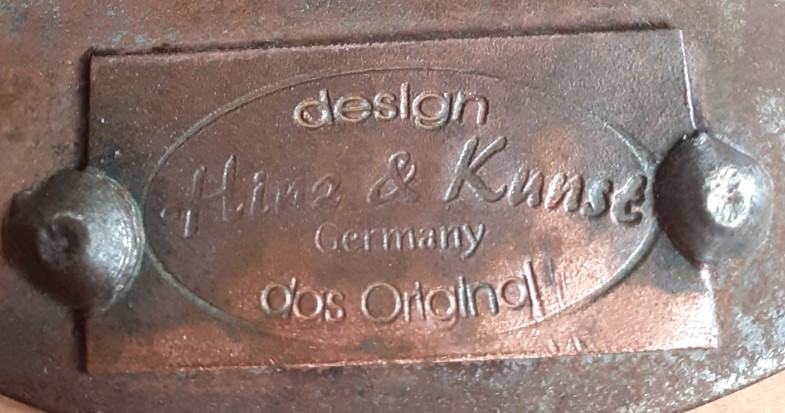 design
Hinz & Kunst
Germany
das Original